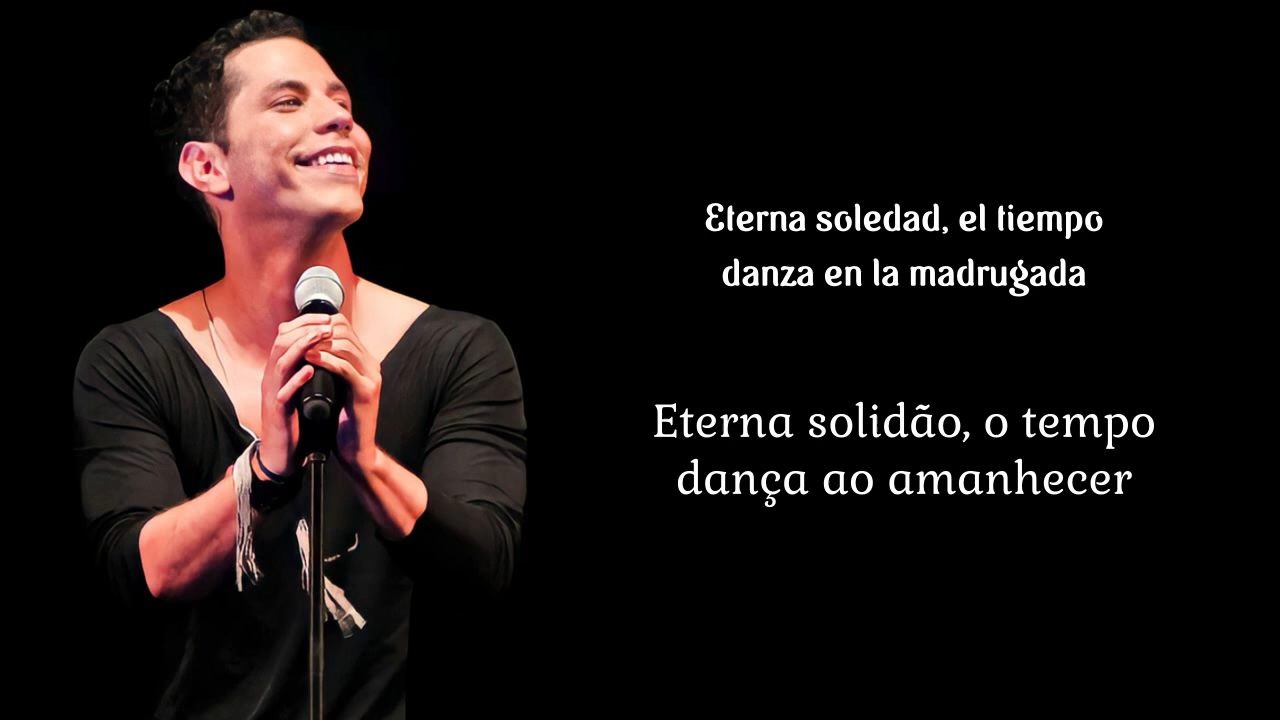 Eterna soledad, el tiempo
danza en la madrugada
Eterna solidão, o tempo
dança ao amanhecer